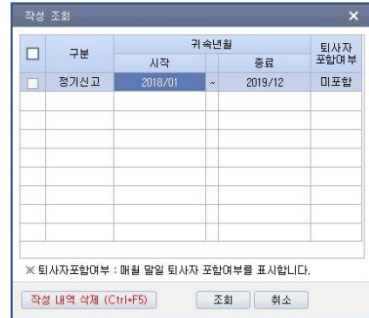 작성 조회
구분 귀속년월 퇴사자 포함여부
시작 종료
정기신고 2018/01 ~ 2019/12 미포함
※ 퇴사자포함여부 : 매월 말일 퇴사자 포함여부를 표시합니다.
작성 내역 삭제 (Ctrl+F5) 조회 취소